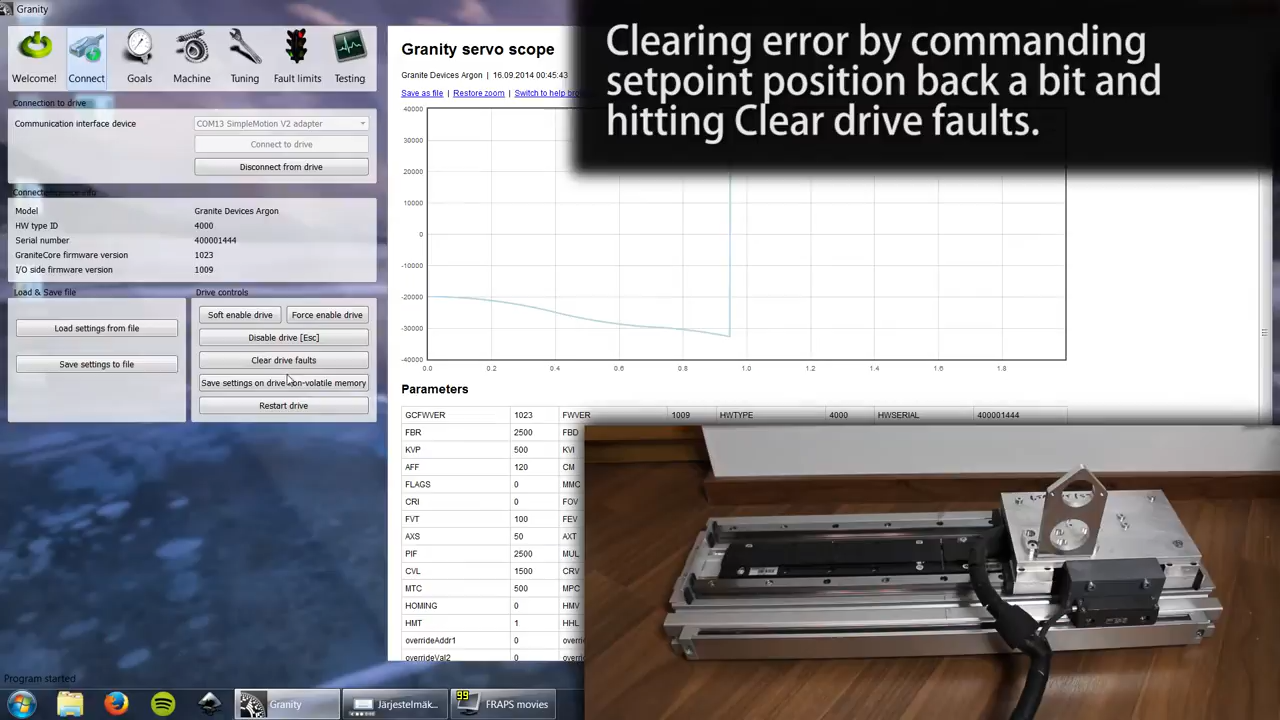 Granity
Clearing error by commanding
setpoint position back a bit and
hitting Clear drive faults.
Welcome!
Connect
Goals
Machine
Tuning
Fault limits
Testing
Connection to drive
Communication interface device
COM13 SimpleMotion V2 adapter
Connect to drive
Disconnect from drive
Model Granite Devices Argon
HW type ID 4000
Serial number 400001444
GraniteCore firmware version 1023
I/O side firmware version 1009
Load & Save file
Load settings from file
Save settings to file
Drive controls
Soft enable drive
Force enable drive
Disable drive [Esc]
Clear drive faults
Save settings on drive non-volatile memory
Restart drive
Program started
Granity servo scope
Granite Devices Argon | 16.09.2014 00:45:43
Save as file | Restore zoom | Switch to help
40000
30000
20000
10000
0
-10000
-20000
-30000
-40000
0.0 0.2 0.4 0.6 0.8 1.0 1.2 1.4 1.6 1.8
Parameters
GCFWVER 1023 FWVER 1009 HWTYPE 4000 HWSERIAL 400001444
FBR 2500 FBD
KVP 500 KVI
AFF 120 CM
FLAGS 0 MMC
CRI 0 FOV
FVT 100 FEV
AXS 50 AXT
PIF 2500 MUL
CVL 1500 CRV
MTC 500 MPC
HOMING 0 HMV
HMT 1 HHL
overrideAddr1 0
overrideVal2 0
Granity
Järjestelmäk...
99
FRAPS movies